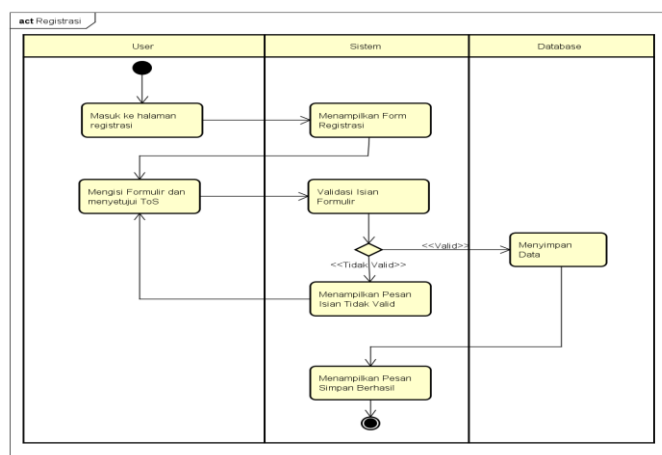 act Registrasi
User
Sistem
Database
Masuk ke halaman
registrasi
Menampilkan Form
Registrasi
Mengisi Formulir dan
menyetujui ToS
Validasi Isian
Formulir
<<Valid>>
Menyimpan
Data
<<Tidak Valid>>
Menampilkan Pesan
Isian Tidak Valid
Menampilkan Pesan
Simpan Berhasil